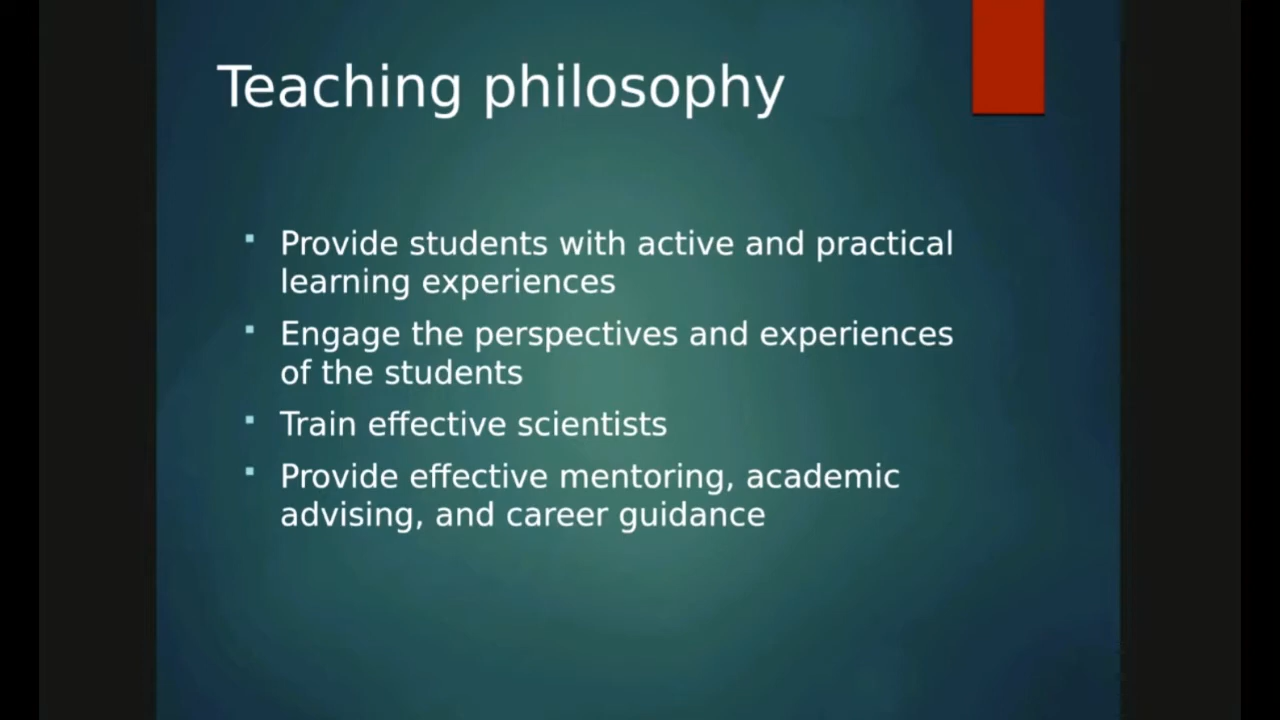 Teaching philosophy
Provide students with active and practical
learning experiences
Engage the perspectives and experiences
of the students
Train effective scientists
Provide effective mentoring, academic
advising, and career guidance